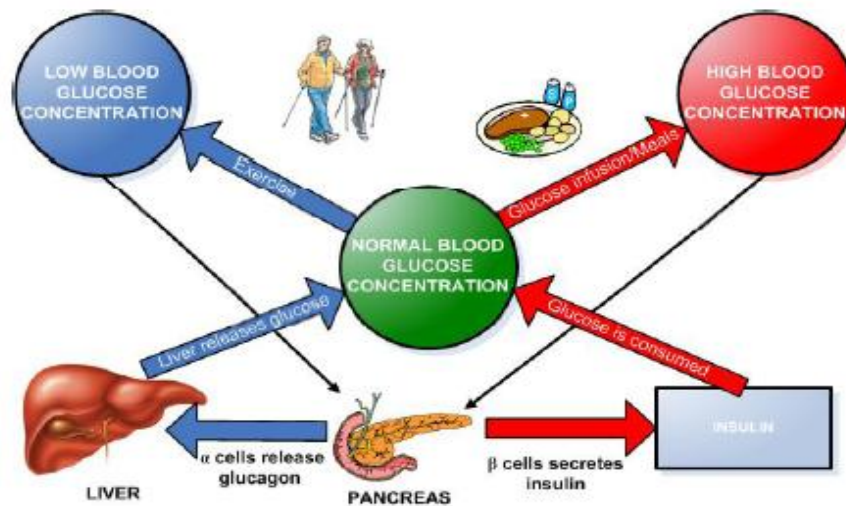 LOW BLOOD
GLUCOSE
CONCENTRATION
HIGH BLOOD
GLUCOSE
CONCENTRATION
S
P
Exercise
Glucose infusion/Meals
NORMAL BLOOD
GLUCOSE
CONCENTRATION
Liver releases glucose
Glucose is consumed
INSULIN
α cells release
glucagon
β cells secretes
insulin
LIVER
PANCREAS